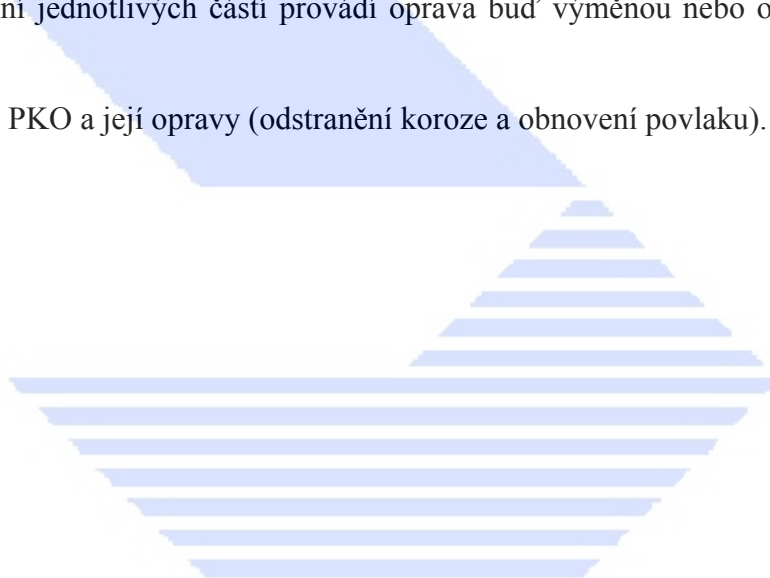 ní jednotlivých částí provádí oprava buď výměnou nebo o
PKO a její opravy (odstranění koroze a obnovení povlaku).